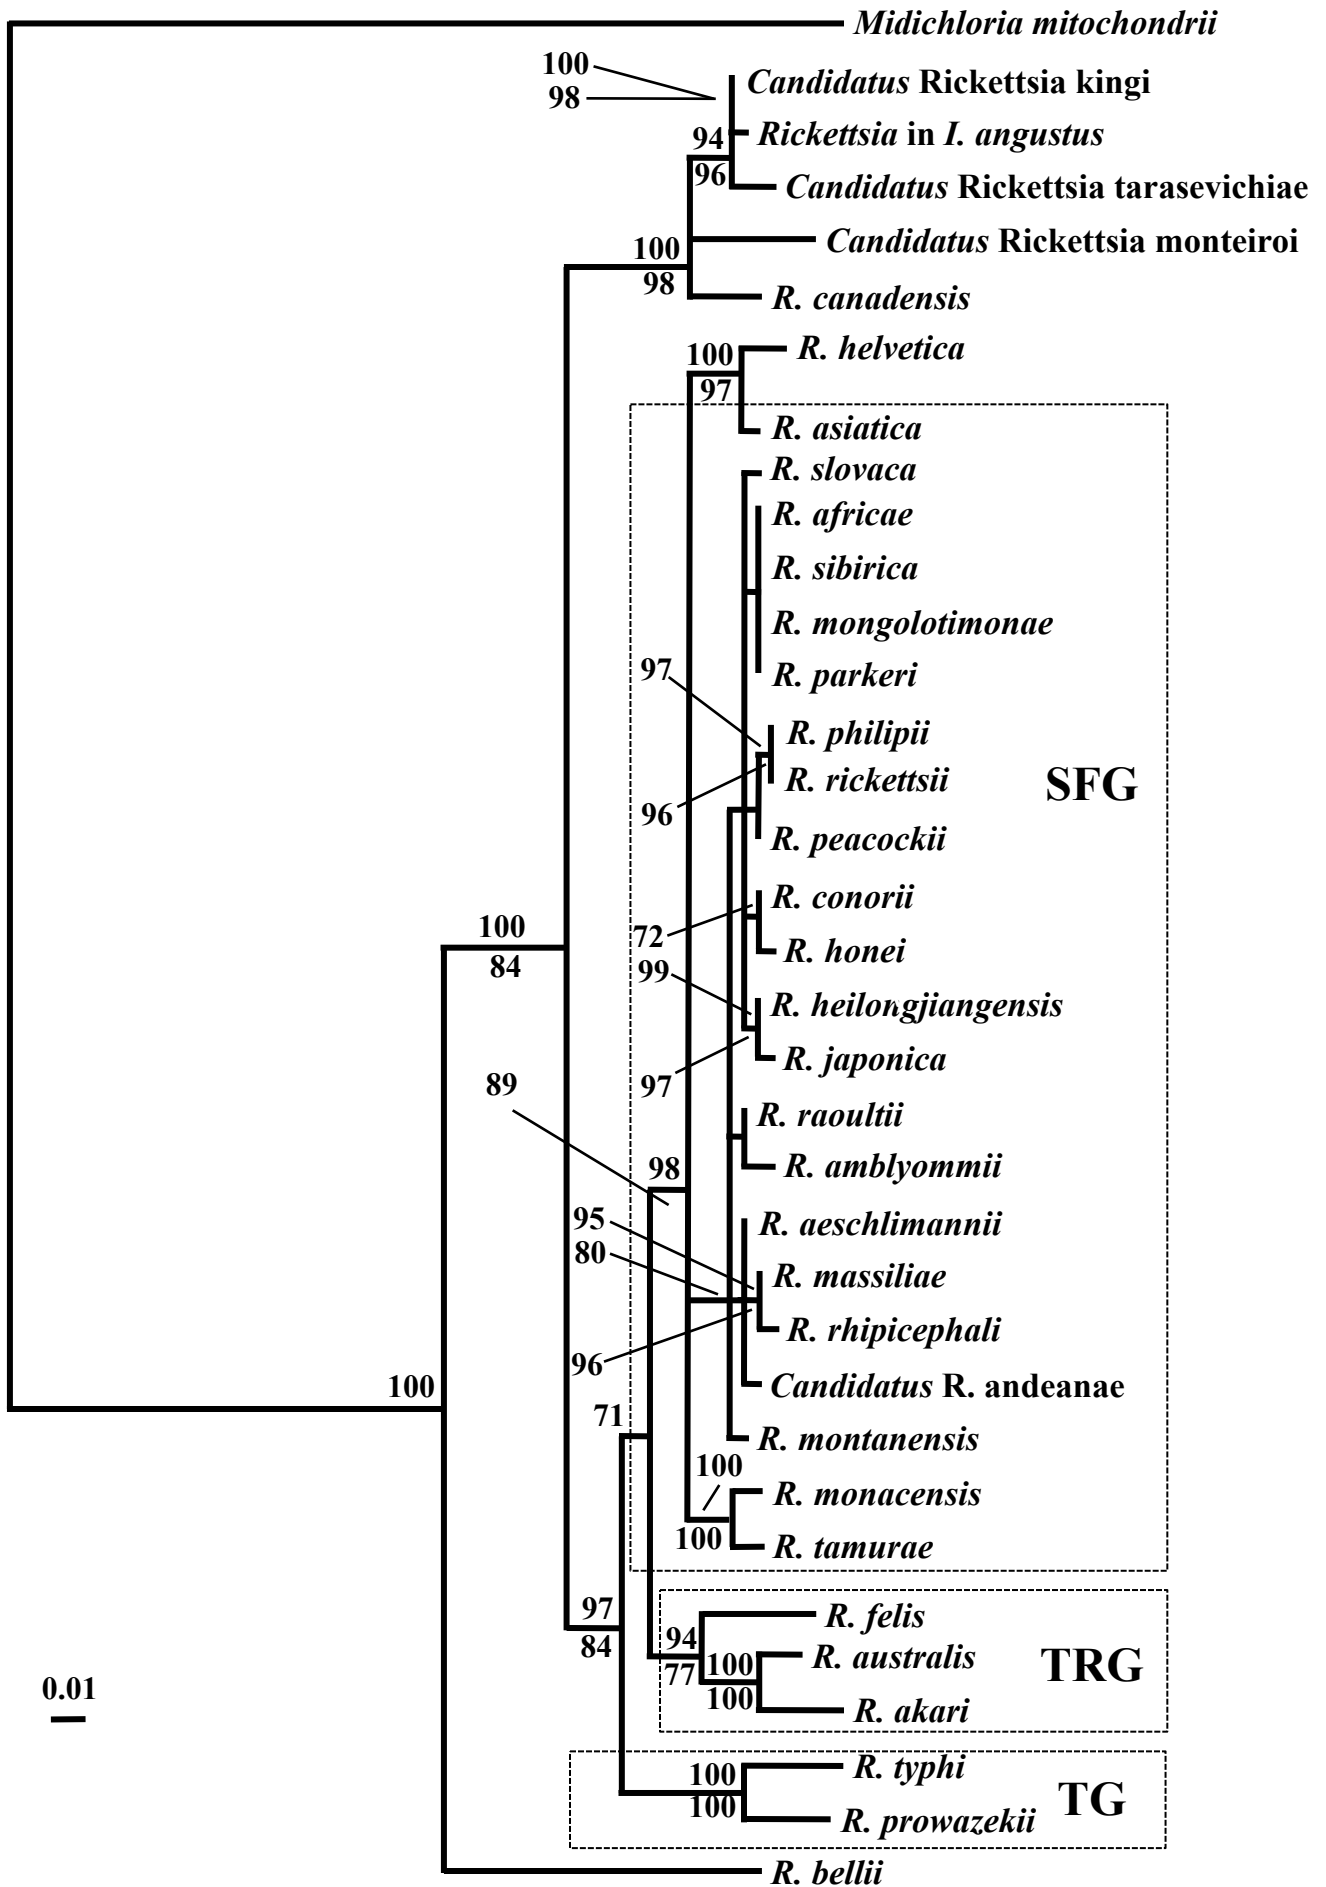 Midichloria mitochondrii
100
Candidatus Rickettsia kingi
98
94
Rickettsia in I. angustus
96
Candidatus Rickettsia tarasevichiae
Candidatus Rickettsia monteiroi
100
98
R. canadensis
R. helvetica
100
97
R. asiatica
R. slovaca
R. africae
R. sibirica
R. mongolotimonae
97
R. parkeri
R. philipii
R. rickettsii
SFG
96
R. peacockii
R. conorii
100
72
R. honei
84
99
R. heilongjiangensis
R. japonica
89
97
R. raoultii
98
R. amblyommii
95
R. aeschlimannii
80
R. massiliae
R. rhipicephali
96
100
Candidatus R. andeanae
71
R. montanensis
100
R. monacensis
100
R. tamurae
97
R. felis
84
94
77
100
R. australis
TRG
0.01
100
R. akari
R. typhi
100
100
TG
R. prowazekii
R. bellii